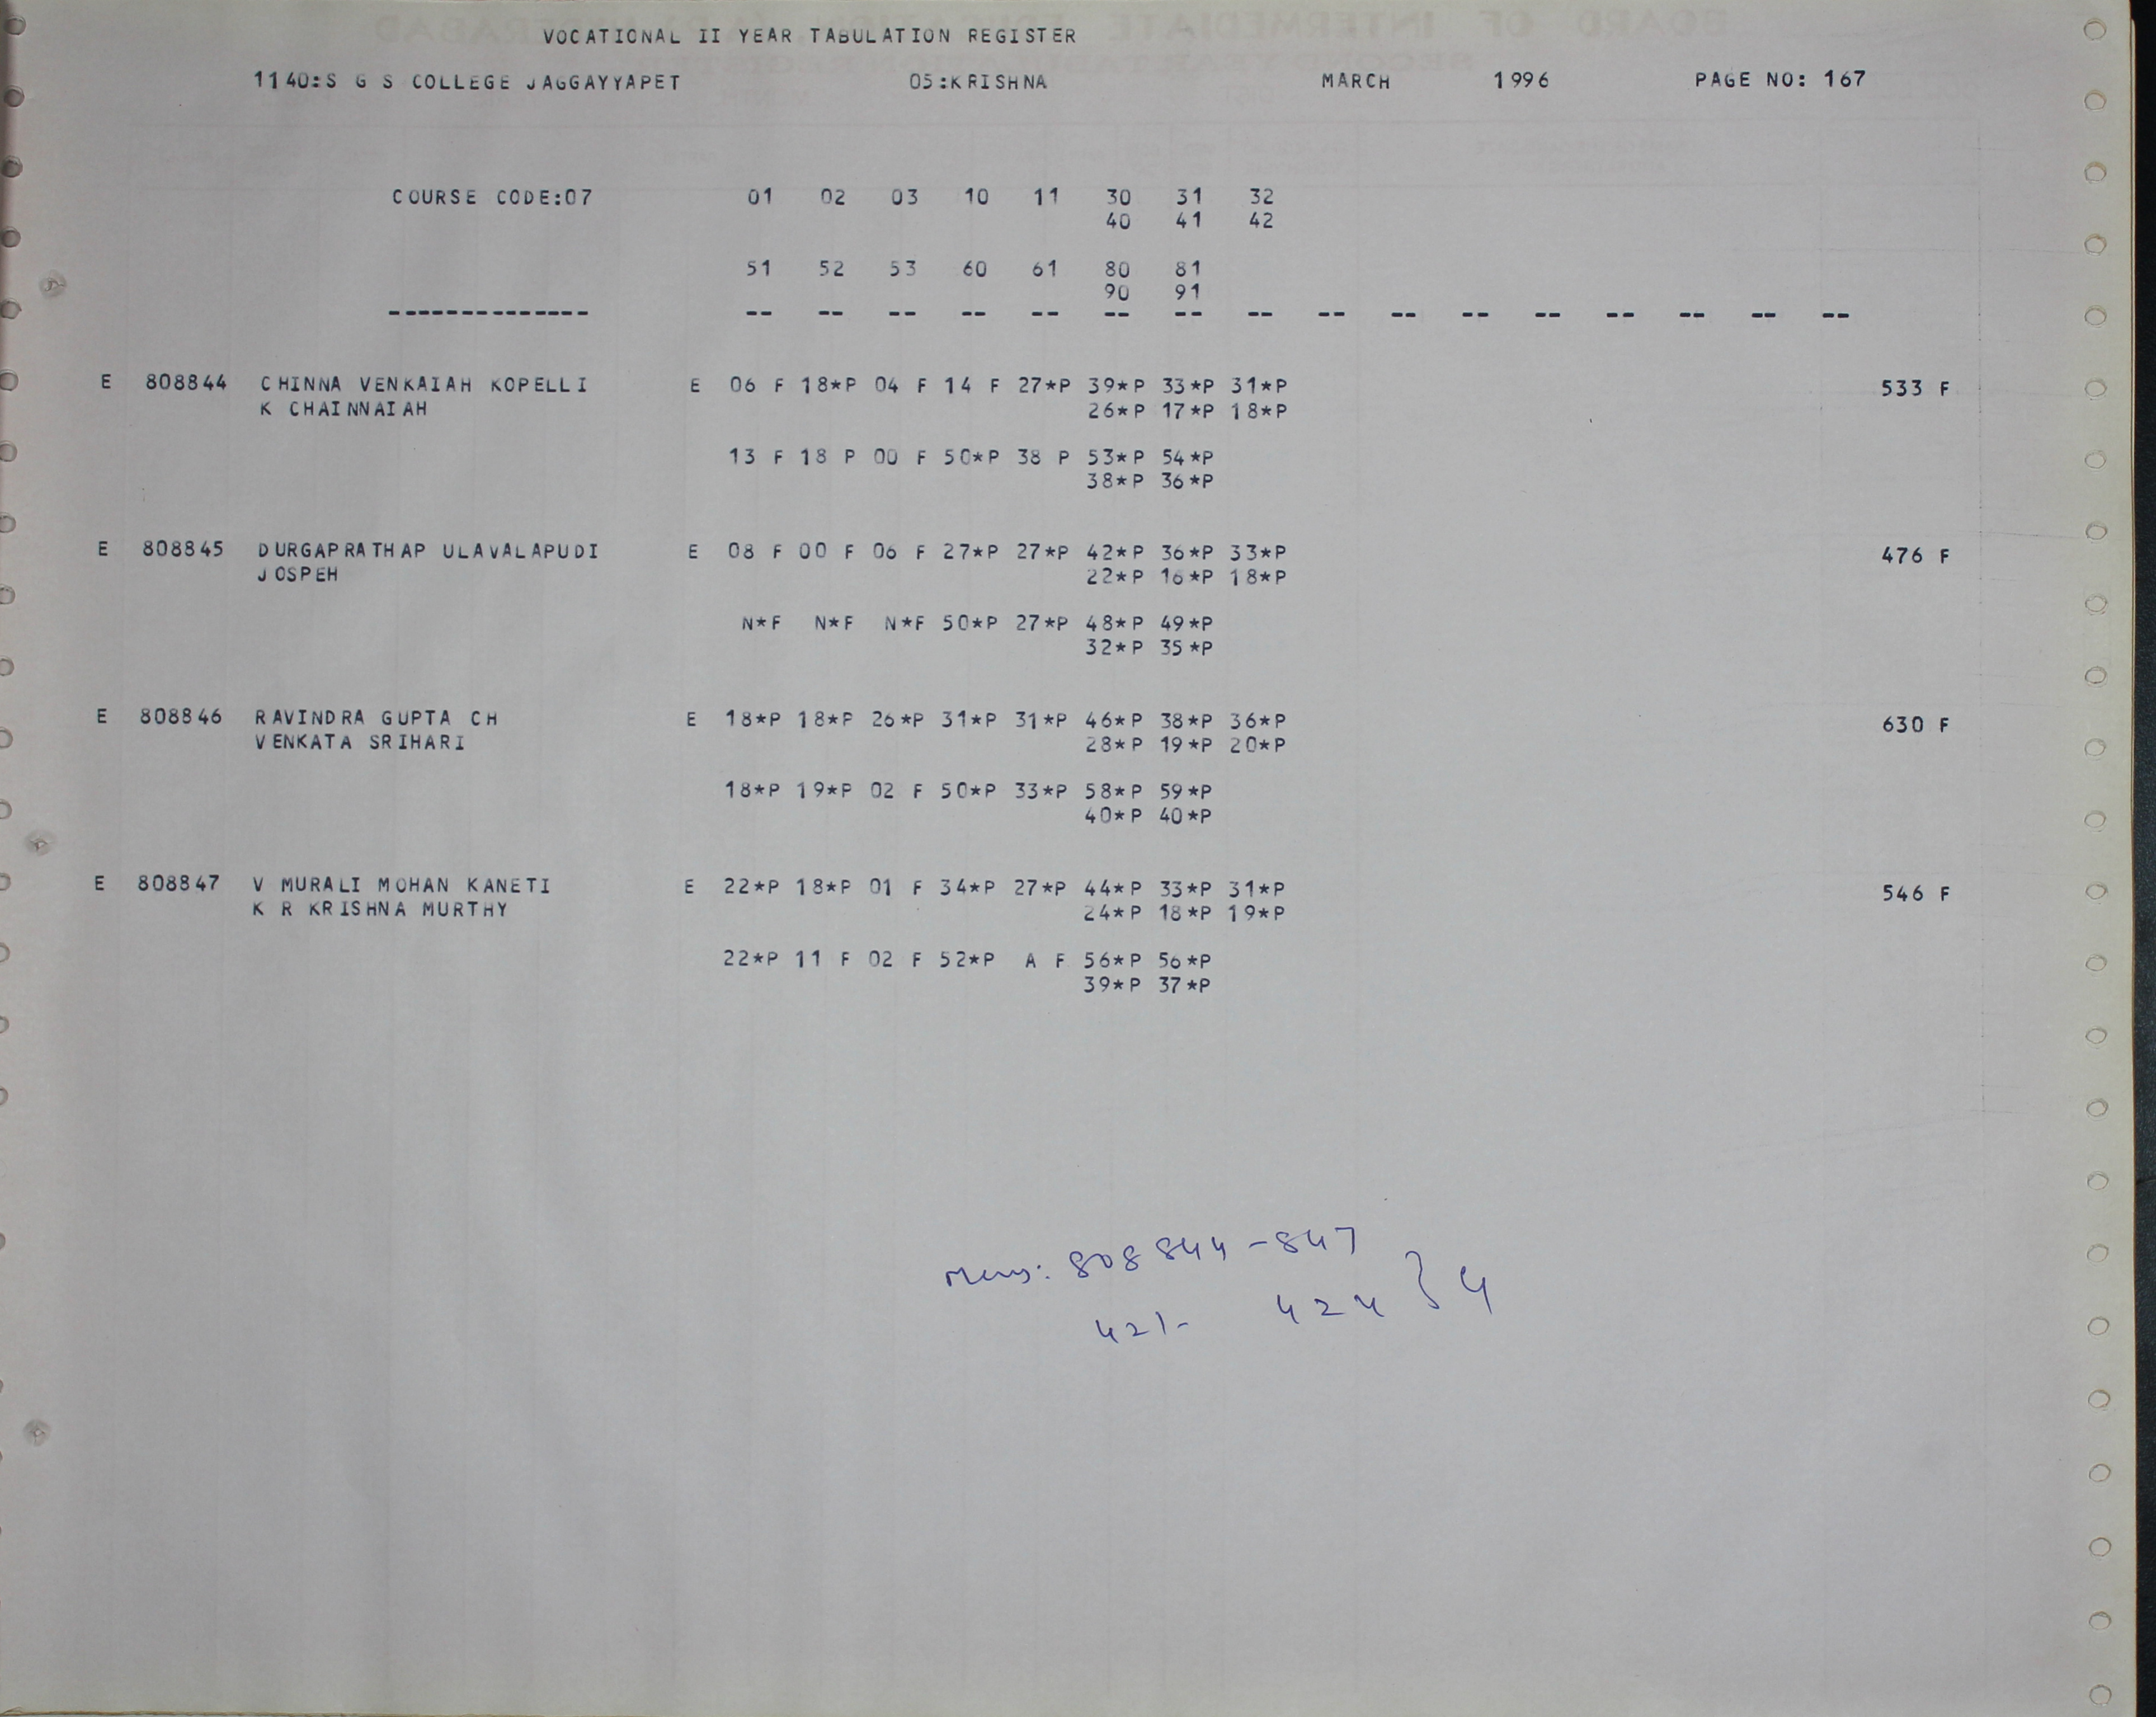 VOCATIONAL II YEAR TABULATION REGISTER
1140:S G S COLLEGE JAGGAYYAPET 05:KRISHNA MARCH 1996 PAGE NO: 167
COURSE CODE:07 01 02 03 10 11 30 31 32
40 41 42
51 52 53 60 61 80 81
90 91
-------------- -- -- -- -- -- -- -- -- -- -- -- -- -- -- -- --
E 808844 CHINNA VENKAIAH KOPELLI E 06 F 18*P 04 F 14 F 27*P 39*P 33*P 31*P 533 F
K CHAINNAIAH 26*P 17*P 18*P
13 F 18 P 00 F 50*P 38 P 53*P 54*P
38*P 36*P
E 808845 DURGAPRATHAP ULAVALAPUDI E 08 F 00 F 06 F 27*P 27*P 42*P 36*P 33*P 476 F
JOSPEH 22*P 16*P 18*P
N*F N*F N*F 50*P 27*P 48*P 49*P
32*P 35*P
E 808846 RAVINDRA GUPTA CH E 18*P 18*P 26*P 31*P 31*P 46*P 38*P 36*P 630 F
VENKATA SRIHARI 28*P 19*P 20*P
18*P 19*P 02 F 50*P 33*P 58*P 59*P
40*P 40*P
E 808847 V MURALI MOHAN KANETI E 22*P 18*P 01 F 34*P 27*P 44*P 33*P 31*P 546 F
K R KRISHNA MURTHY 24*P 18*P 19*P
22*P 11 F 02 F 52*P A F 56*P 56*P
39*P 37*P
808844-847
421- 424 } 4